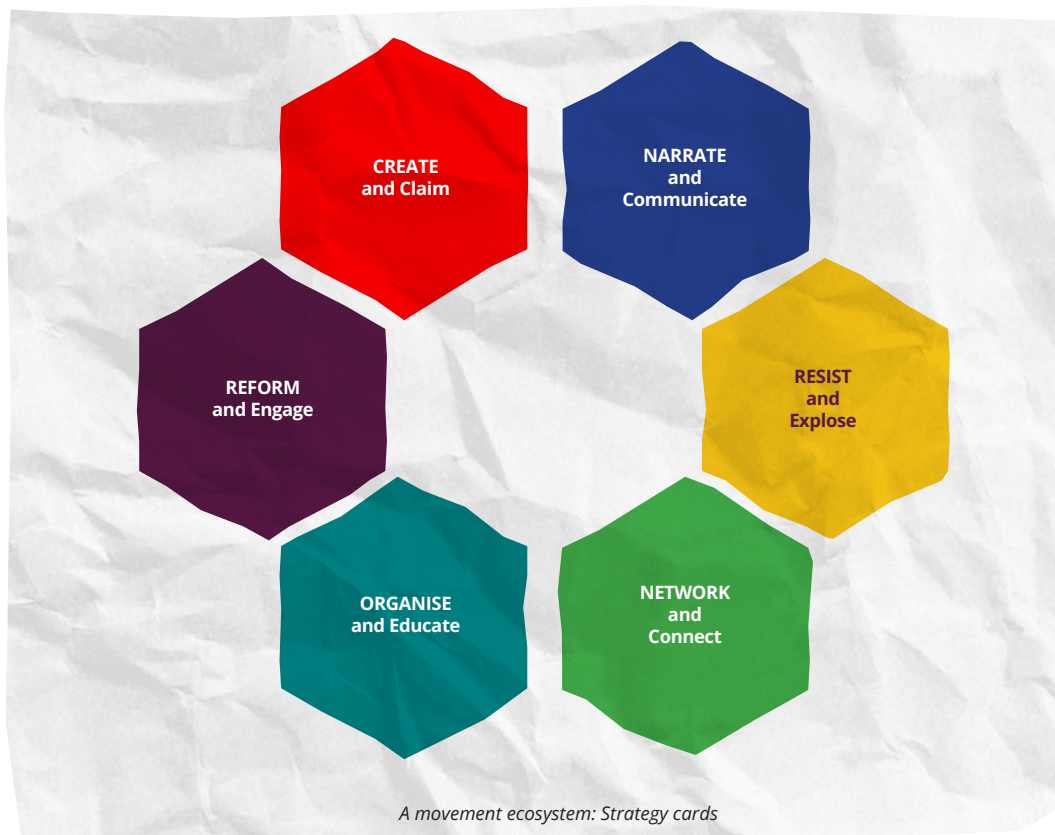 CREATE
and Claim
NARRATE
and
Communicate
REFORM
and Engage
RESIST
and
Explose
ORGANISE
and Educate
NETWORK
and
Connect
A movement ecosystem: Strategy cards